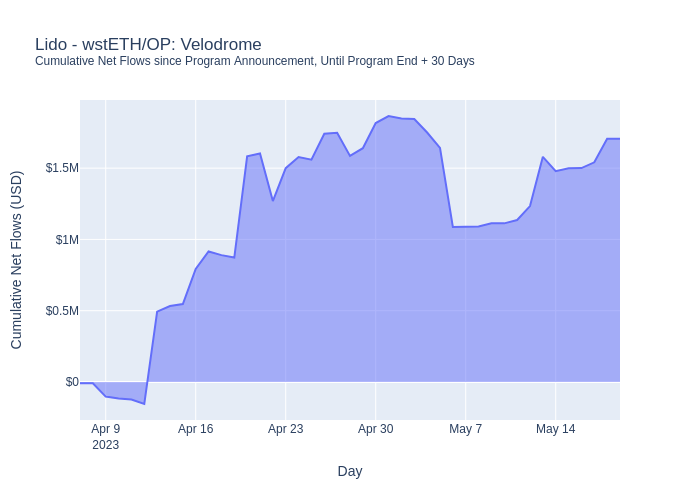 Lido - wstETH/OP: Velodrome
Cumulative Net Flows since Program Announcement, Until Program End + 30 Days
Cumulative Net Flows (USD)
$1.5M
$1M
$0.5M
$0
Apr 9
2023
Apr 16
Apr 23
Apr 30
May 7
May 14
Day